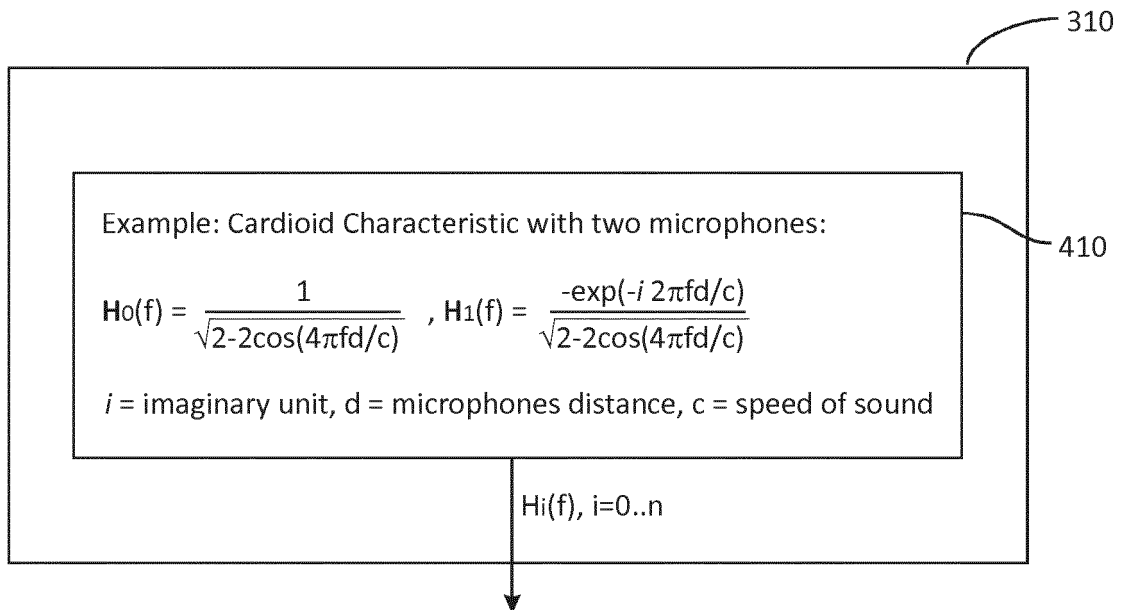 310
Example: Cardioid Characteristic with two microphones:
410
H0(f) = 1 / √2-2cos(4πfd/c) , H1(f) = -exp(-i 2πfd/c) / √2-2cos(4πfd/c)
i = imaginary unit, d = microphones distance, c = speed of sound
Hi(f), i=0..n